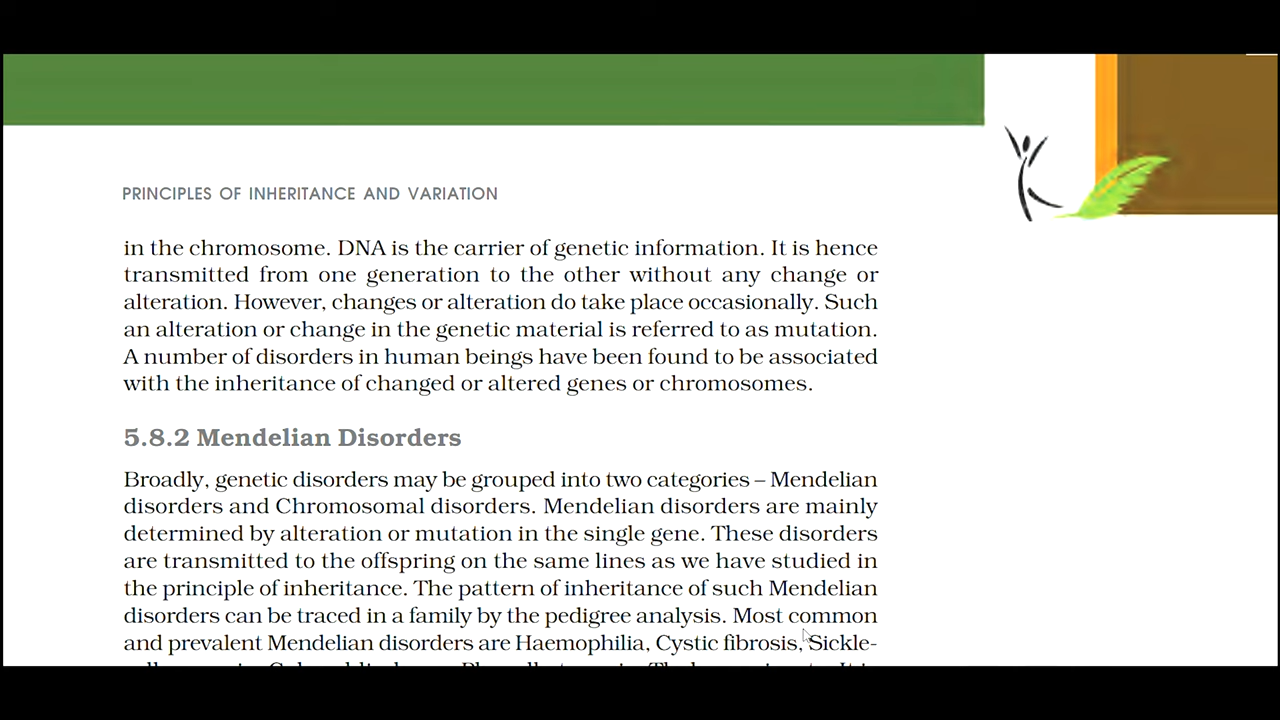 PRINCIPLES OF INHERITANCE AND VARIATION
in the chromosome. DNA is the carrier of genetic information. It is hence
transmitted from one generation to the other without any change or
alteration. However, changes or alteration do take place occasionally. Such
an alteration or change in the genetic material is referred to as mutation.
A number of disorders in human beings have been found to be associated
with the inheritance of changed or altered genes or chromosomes.
5.8.2 Mendelian Disorders
Broadly, genetic disorders may be grouped into two categories – Mendelian
disorders and Chromosomal disorders. Mendelian disorders are mainly
determined by alteration or mutation in the single gene. These disorders
are transmitted to the offspring on the same lines as we have studied in
the principle of inheritance. The pattern of inheritance of such Mendelian
disorders can be traced in a family by the pedigree analysis. Most common
and prevalent Mendelian disorders are Haemophilia, Cystic fibrosis, Sickle-